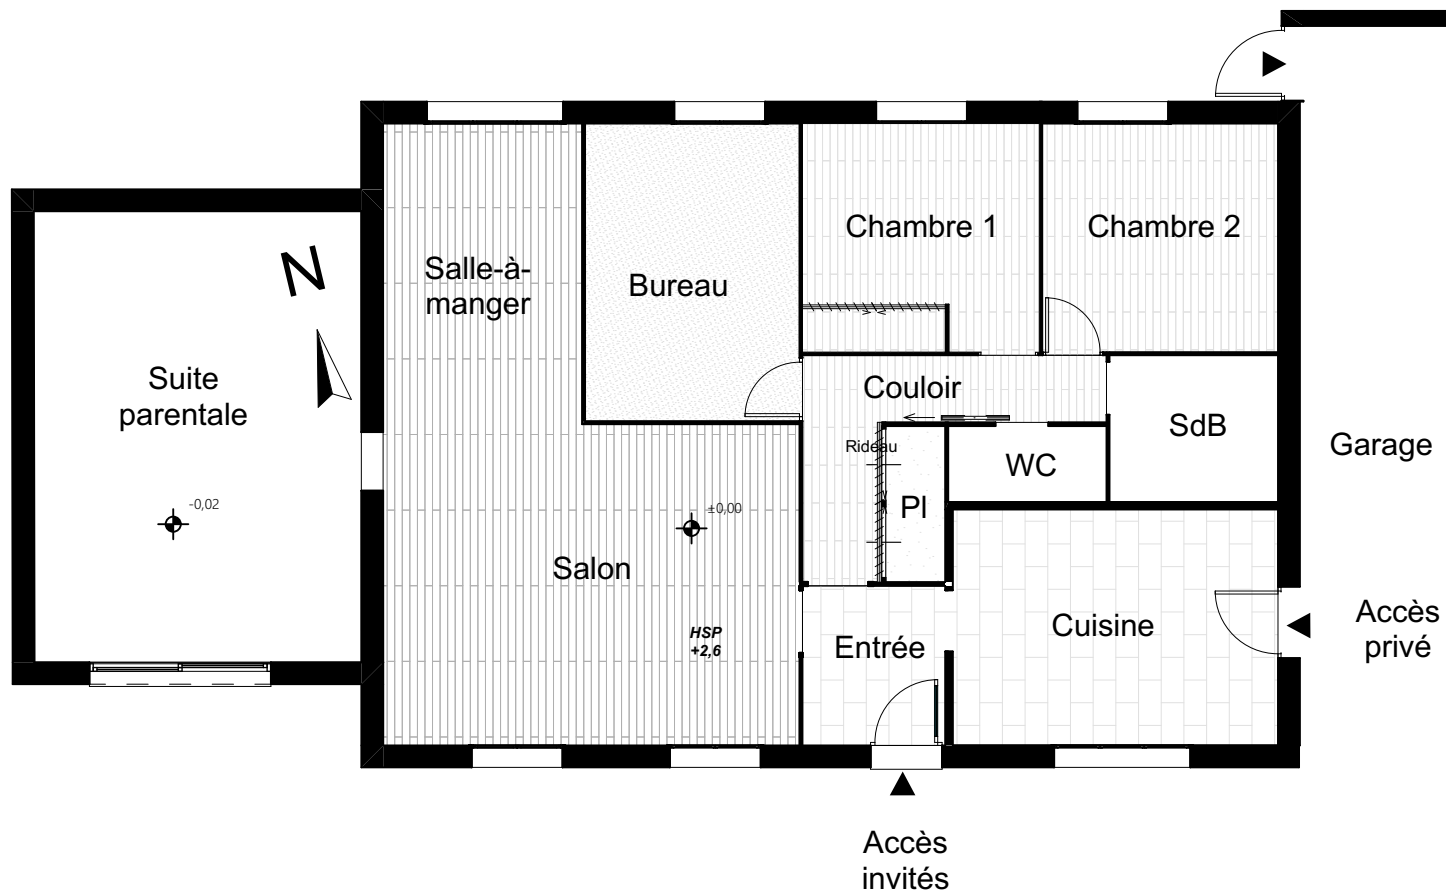 Chambre 1
Chambre 2
N
Salle-à-
manger
Bureau
Suite
parentale
Couloir
SdB
Rideau
WC
Garage
Pl
-0,02
±0,00
Salon
HSP
+2,6
Entrée
Cuisine
Accès
privé
Accès
invités